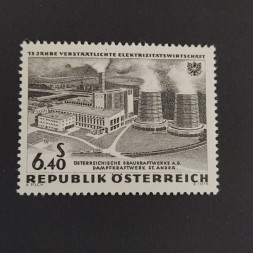 15 JAHRE VERSTAATLICHTE ELEKTRIZITÄTSWIRTSCHAFT
S
6.40
ÖSTERREICHISCHE DRAUKRAFTWERKE A.G.
DAMPFKRAFTWERK ST. ANDRÄ
REPUBLIK ÖSTERREICH